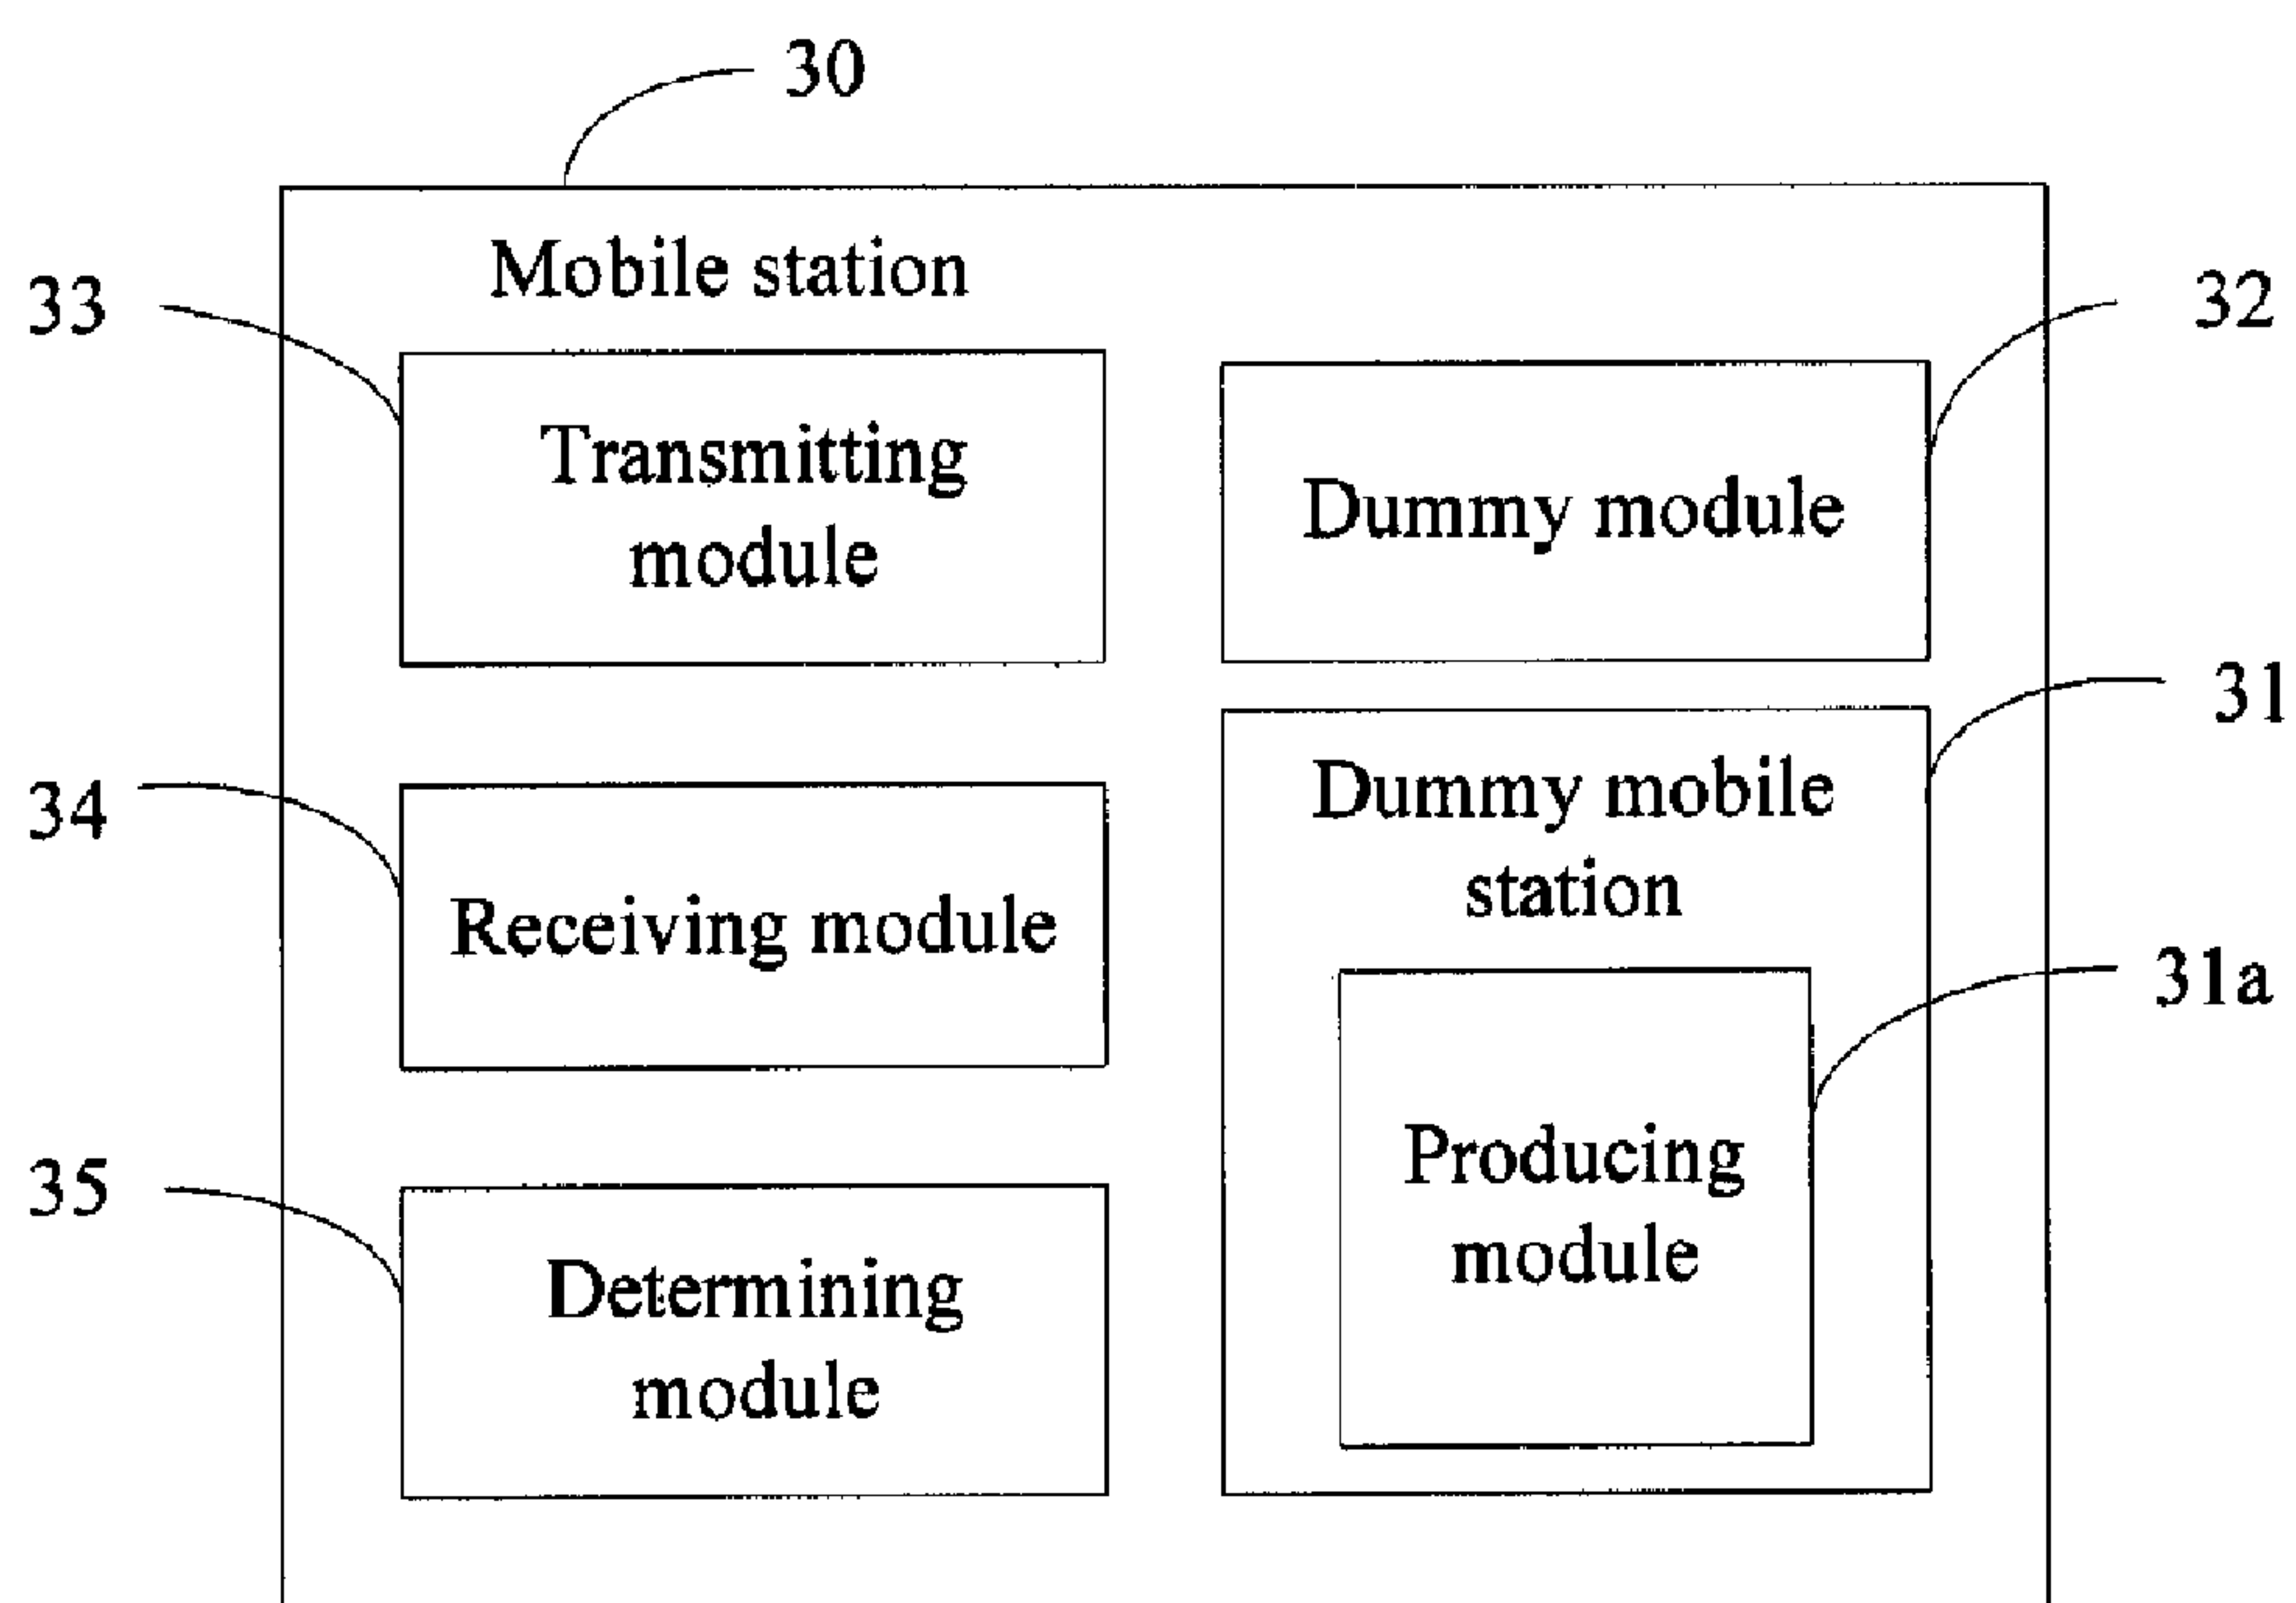 30
Mobile station
33
32
Transmitting
module
Dummy module
31
34
Dummy mobile
station
Receiving module
31a
35
Producing
module
Determining
module